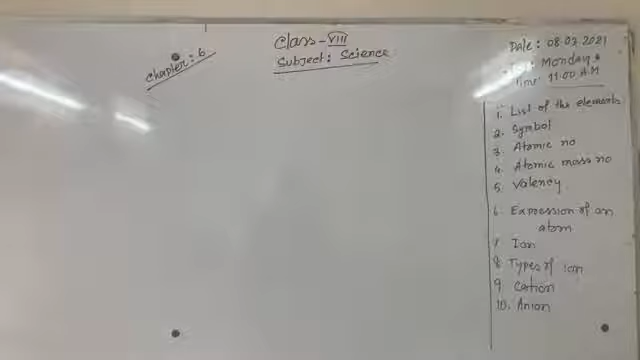 Chapter: 6
Class-VIII
Subject: Science
Date: 08.03.2021
Monday
Time: 11:00 A.M
1. List of the elements
2. Symbol
3. Atomic no
4. Atomic mass no
5. Valency
6. Expression of an
atom
7 Ion
8 Types of ion
9 Cation
10. Anion